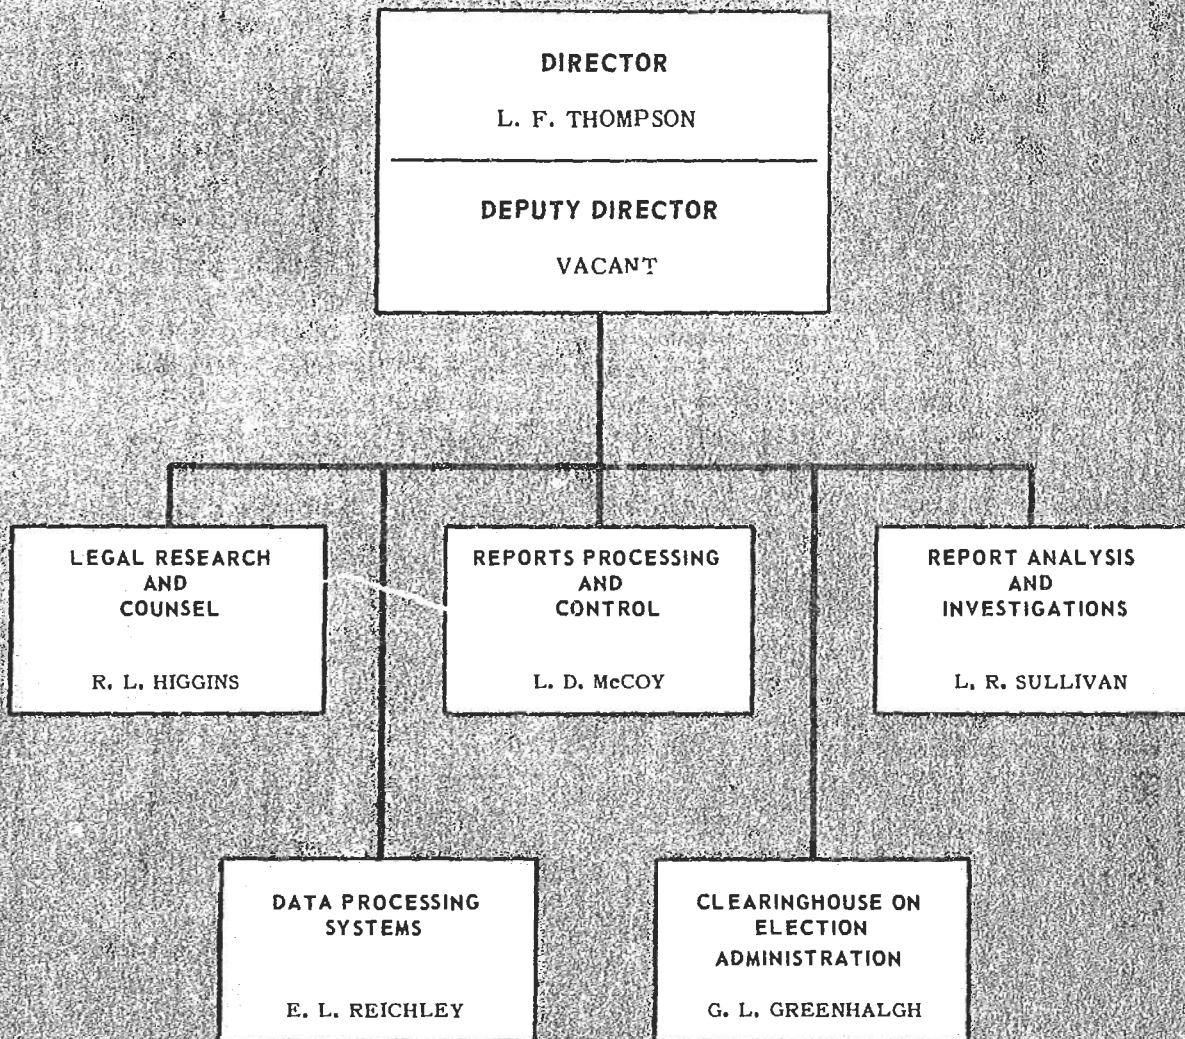 DIRECTOR
L. F. THOMPSON
DEPUTY DIRECTOR
VACANT
LEGAL RESEARCH
AND
COUNSEL
R. L. HIGGINS
REPORTS PROCESSING
AND
CONTROL
L. D. McCOY
REPORT ANALYSIS
AND
INVESTIGATIONS
L. R. SULLIVAN
DATA PROCESSING
SYSTEMS
E. L. REICHLEY
CLEARINGHOUSE ON
ELECTION
ADMINISTRATION
G. L. GREENHALGH